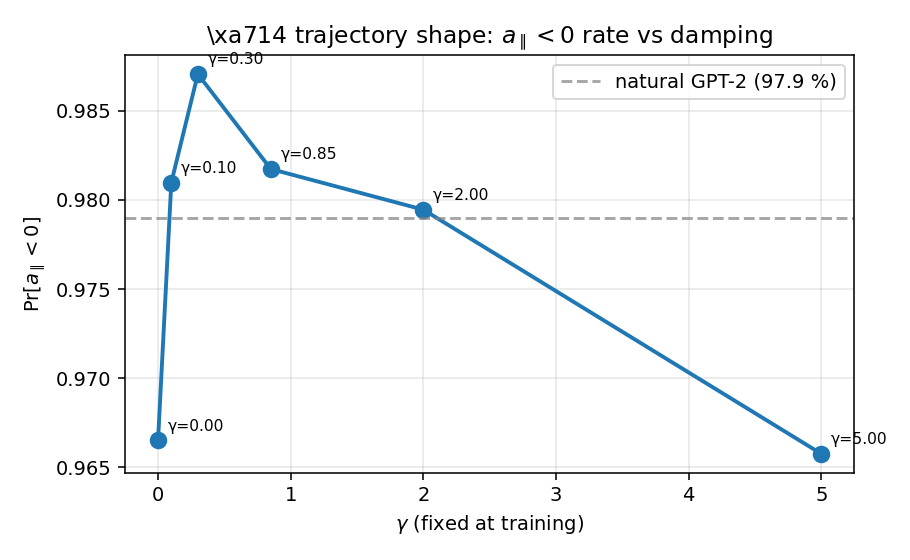 \xa714 trajectory shape: a∥ < 0 rate vs damping
natural GPT-2 (97.9 %)
γ=0.30
γ=0.10
γ=0.85
γ=2.00
γ=0.00
γ=5.00
Pr[a∥ < 0]
0.985
0.980
0.975
0.970
0.965
0 1 2 3 4 5
γ (fixed at training)